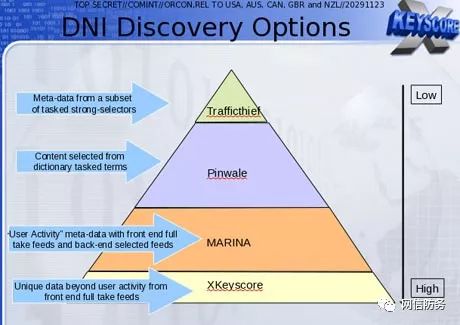 TOP SECRET//COMINT//ORCON,REL TO USA, AUS, CAN, GBR and NZL//20291123
DNI Discovery Options
X KEYSCORE
Meta-data from a subset
of tasked strong-selectors
Trafficthief
Low
Content selected from
dictionary tasked terms
Pinwale
"User Activity" meta-data with front end full
take feeds and back-end selected feeds
MARINA
Unique data beyond user activity from
front end full take feeds
XKeyscore
High
网信防务